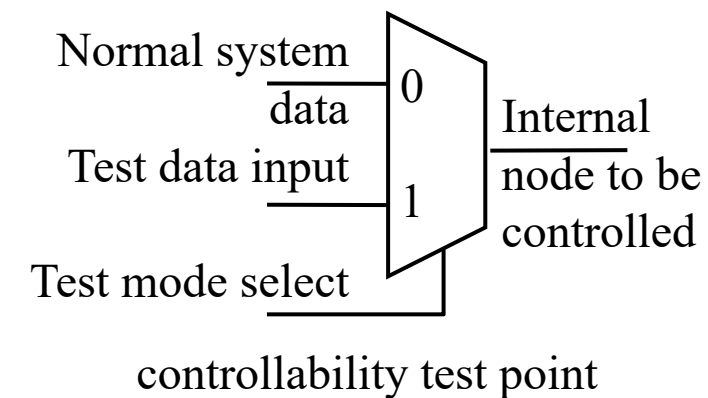 Normal system
data
0
Test data input
1
Test mode select
Internal
node to be
controlled
controllability test point